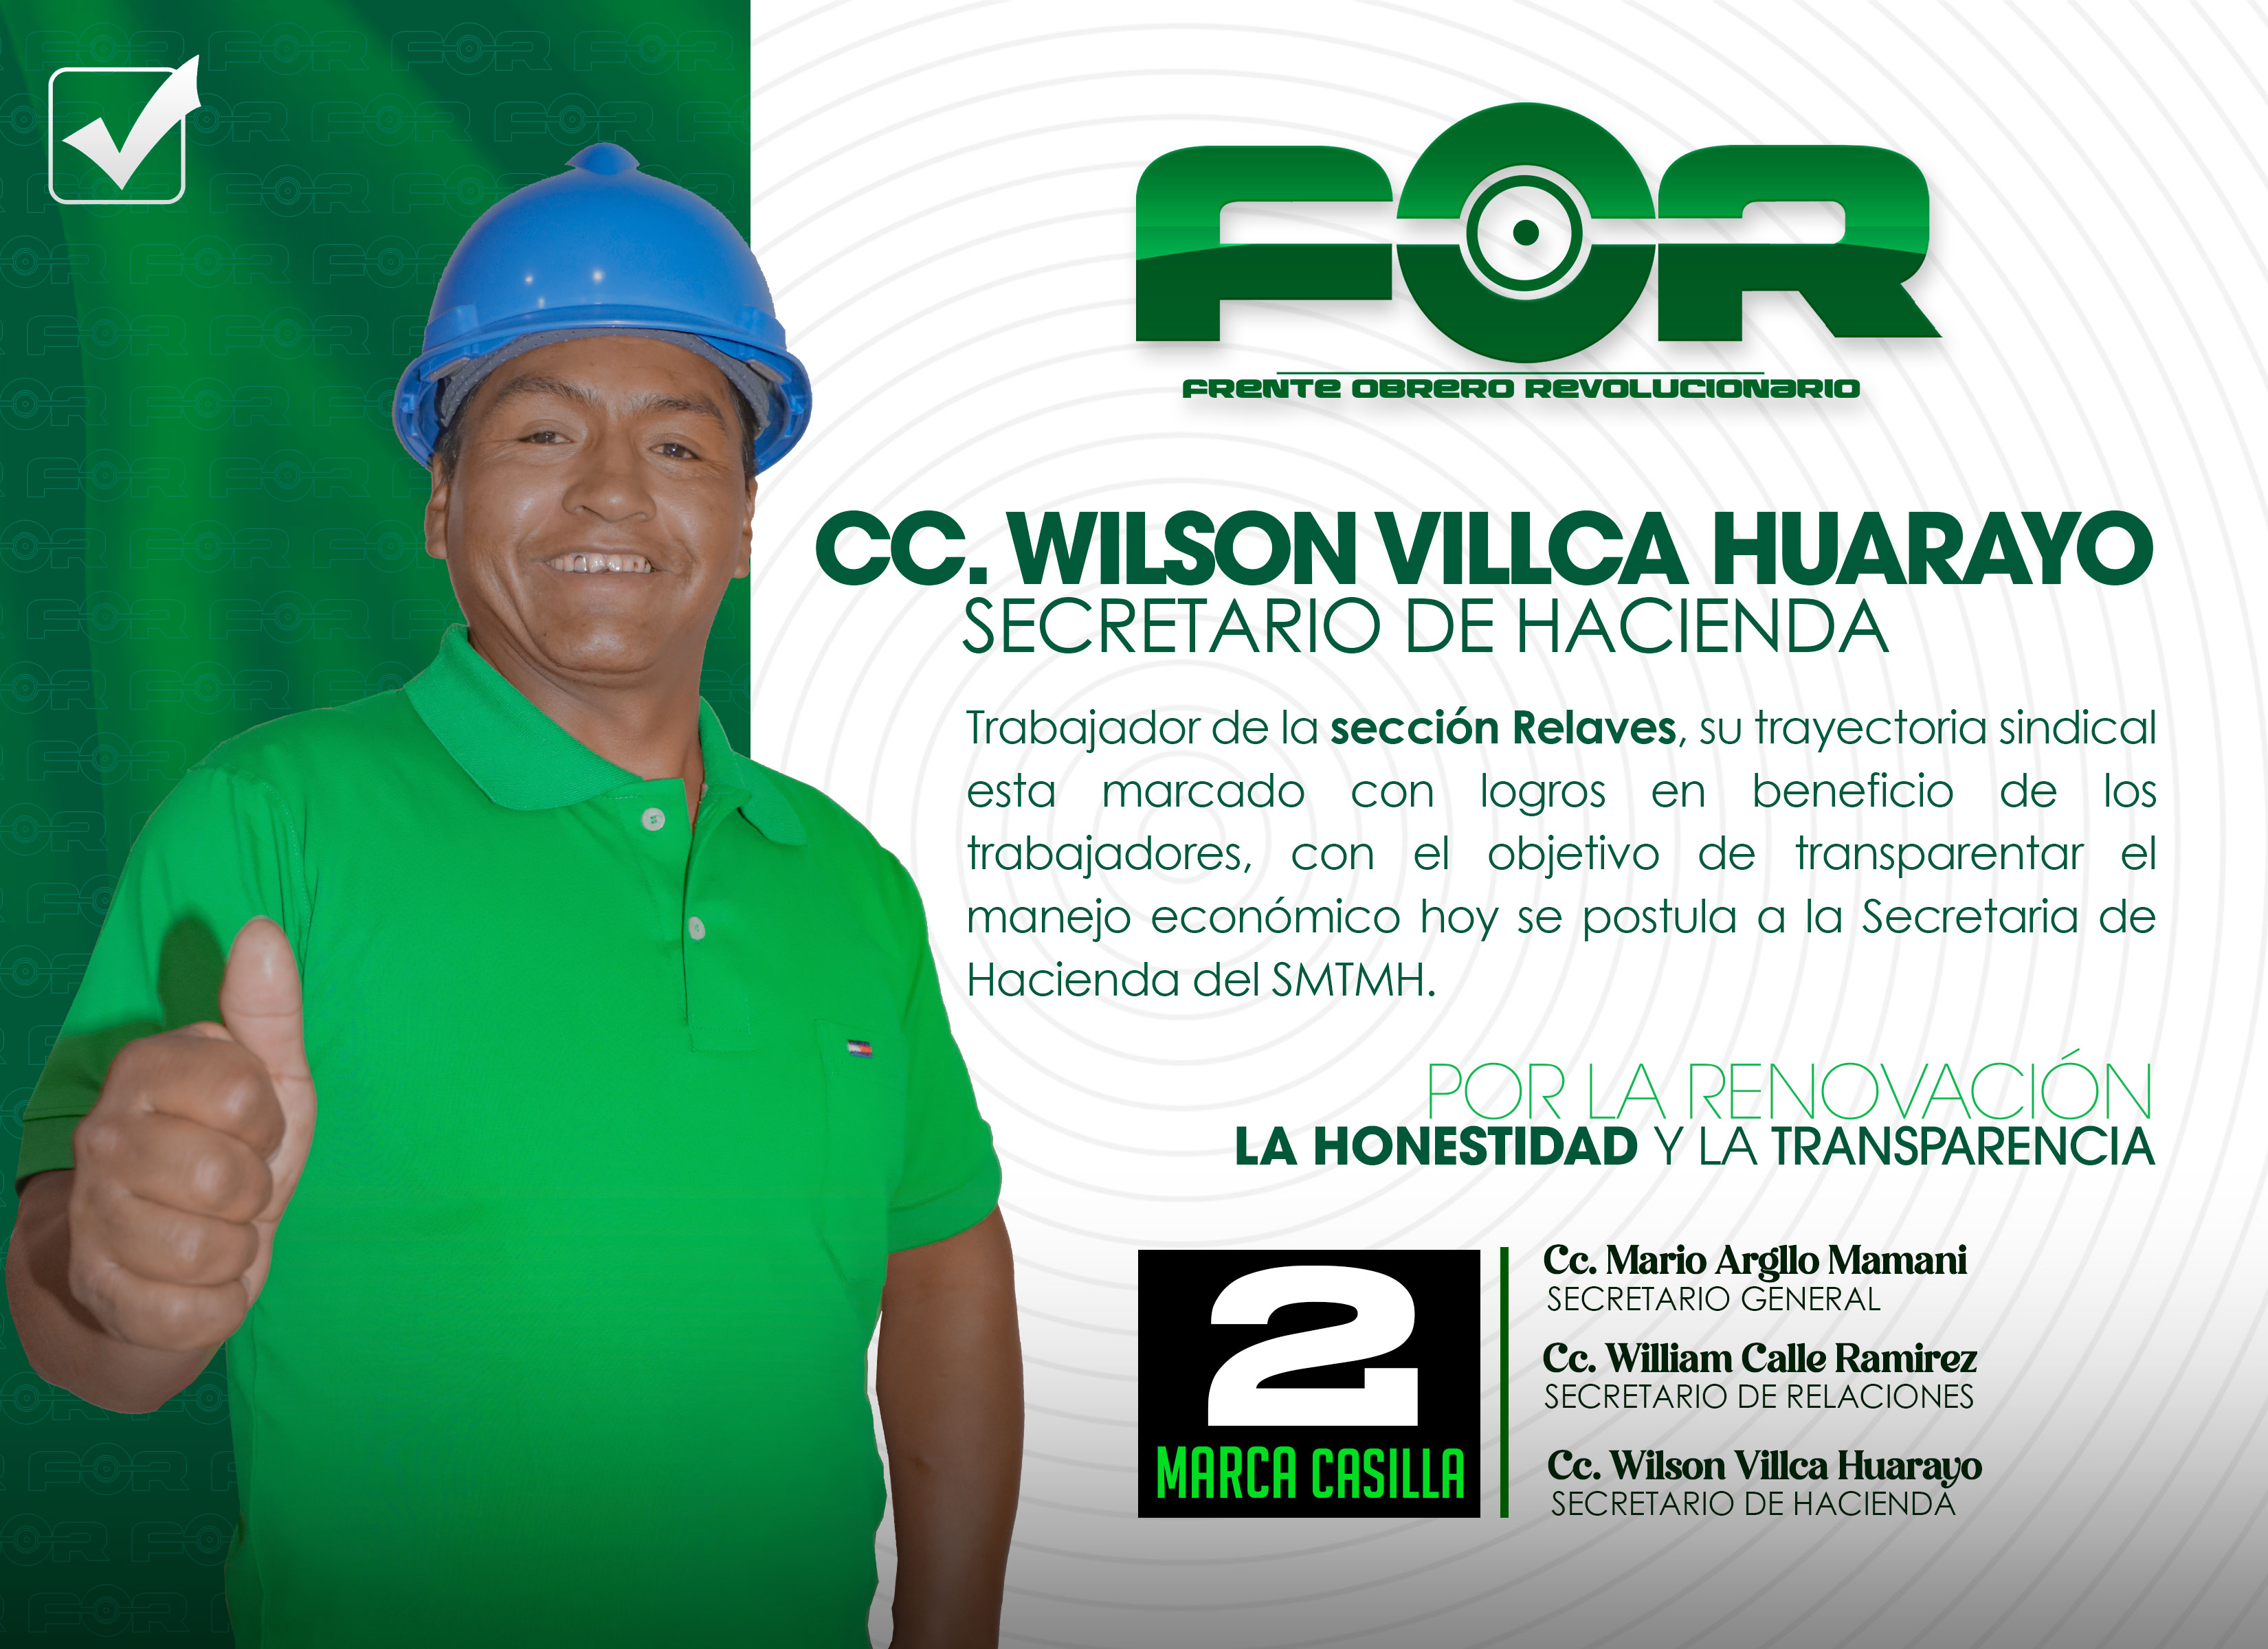 FOR
FRENTE OBRERO REVOLUCIONARIO
CC. WILSON VILLCA HUARAYO
SECRETARIO DE HACIENDA
Trabajador de la sección Relaves, su trayectoria sindical
esta marcado con logros en beneficio de los
trabajadores, con el objetivo de transparentar el
manejo económico hoy se postula a la Secretaria de
Hacienda del SMTMH.
POR LA RENOVACIÓN
LA HONESTIDAD Y LA TRANSPARENCIA
2
MARCA CASILLA
Cc. Mario Argllo Mamani
SECRETARIO GENERAL
Cc. William Calle Ramirez
SECRETARIO DE RELACIONES
Cc. Wilson Villca Huarayo
SECRETARIO DE HACIENDA